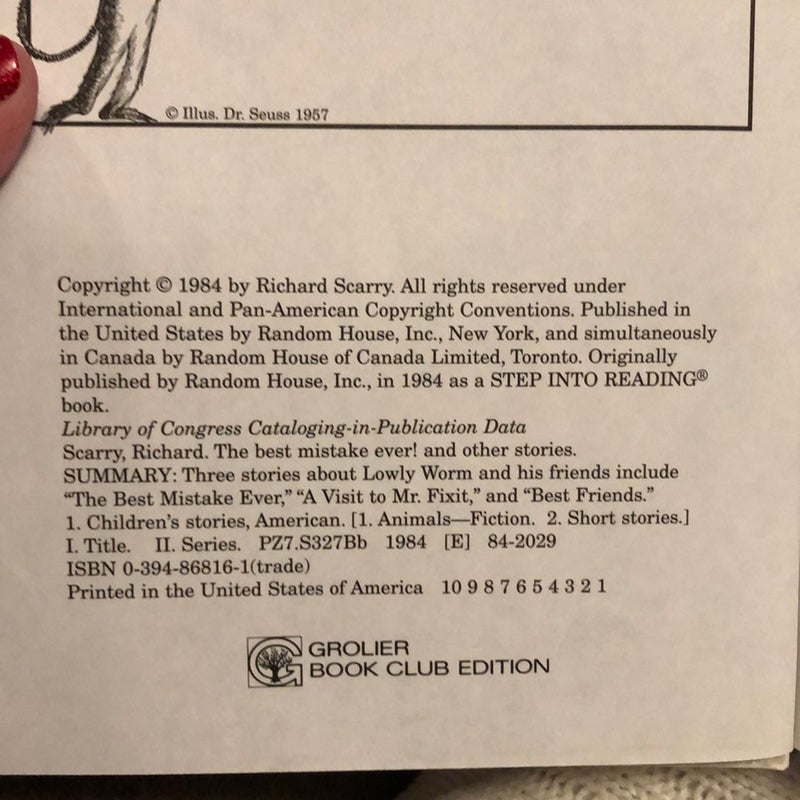 © Illus. Dr. Seuss 1957
Copyright © 1984 by Richard Scarry. All rights reserved under
International and Pan-American Copyright Conventions. Published in
the United States by Random House, Inc., New York, and simultaneously
in Canada by Random House of Canada Limited, Toronto. Originally
published by Random House, Inc., in 1984 as a STEP INTO READING®
book.
Library of Congress Cataloging-in-Publication Data
Scarry, Richard. The best mistake ever! and other stories.
SUMMARY: Three stories about Lowly Worm and his friends include
“The Best Mistake Ever,” “A Visit to Mr. Fixit,” and “Best Friends.”
1. Children’s stories, American. [1. Animals—Fiction. 2. Short stories.]
I. Title. II. Series. PZ7.S327Bb 1984 [E] 84-2029
ISBN 0-394-86816-1(trade)
Printed in the United States of America 10 9 8 7 6 5 4 3 2 1
GROLIER
BOOK CLUB EDITION